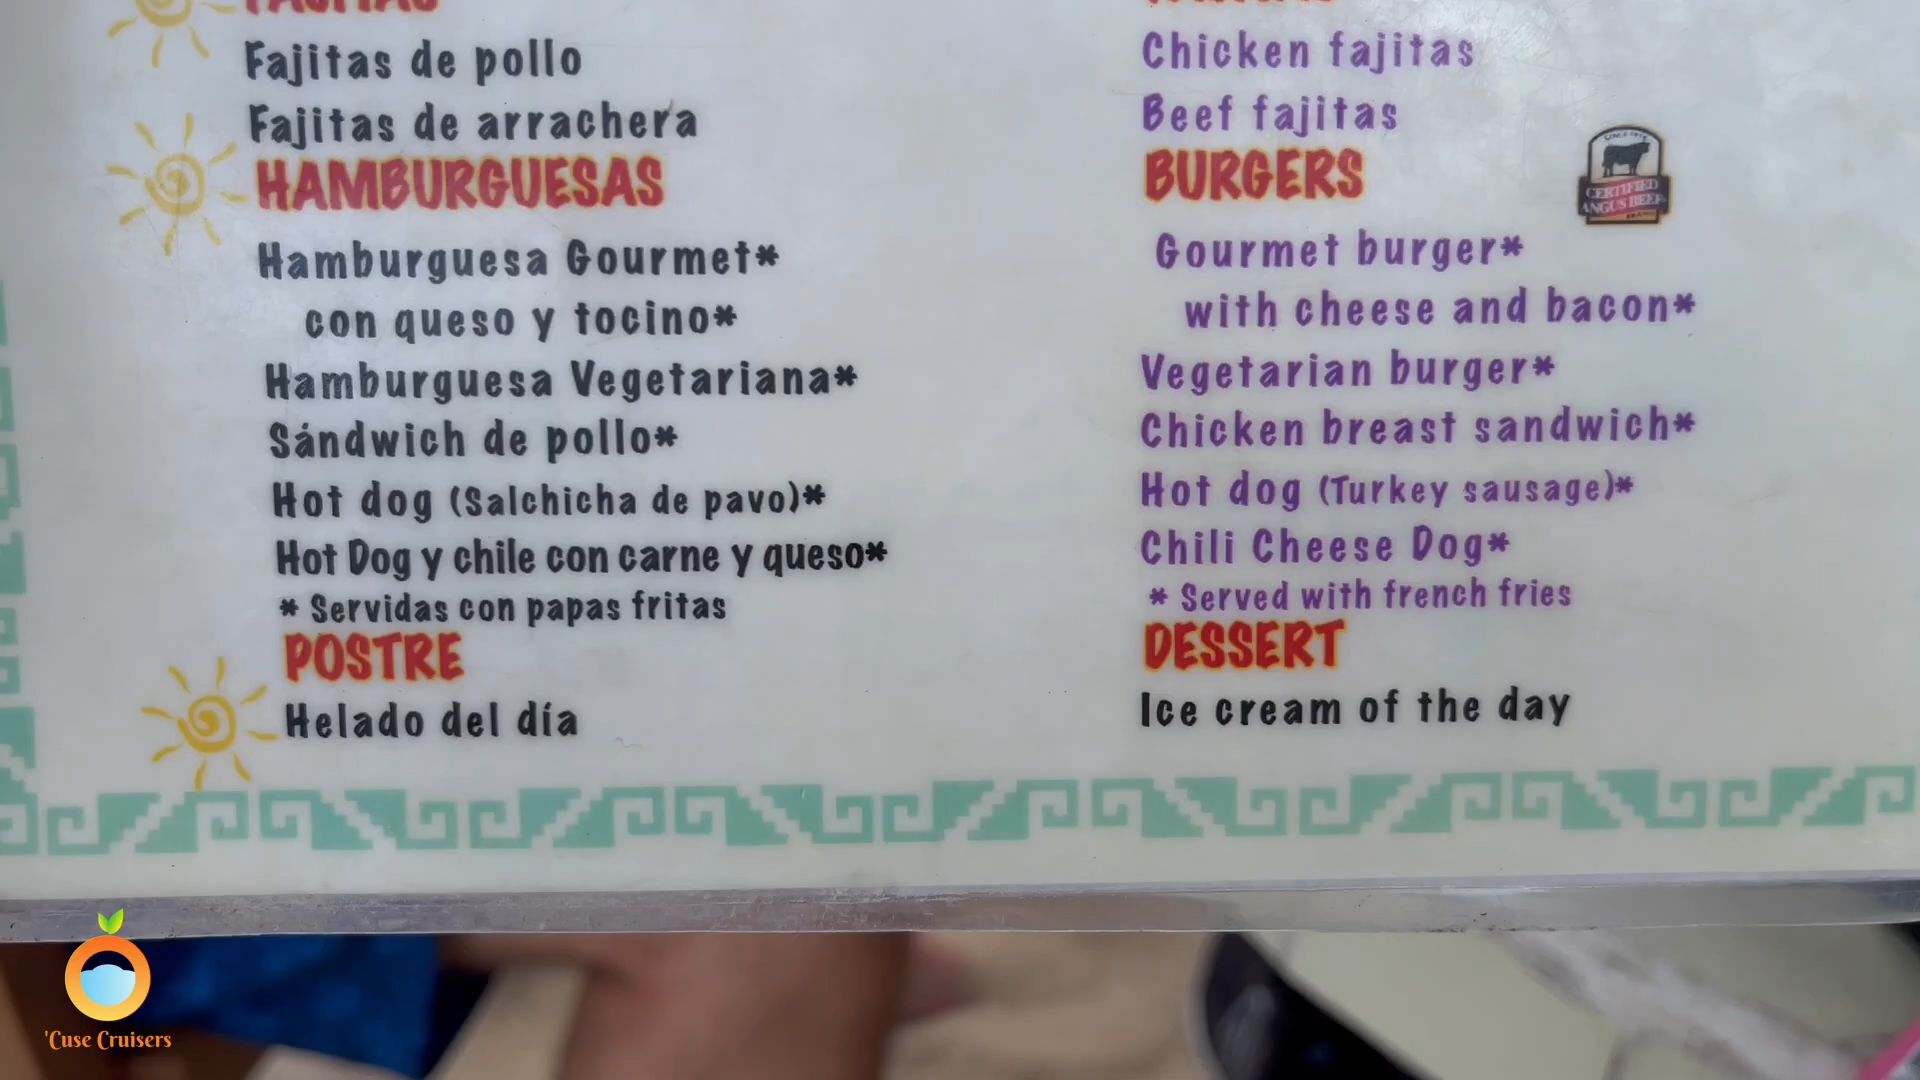 FAJITAS
Fajitas de pollo
Fajitas de arrachera
HAMBURGUESAS
Hamburguesa Gourmet*
con queso y tocino*
Hamburguesa Vegetariana*
Sándwich de pollo*
Hot dog (Salchicha de pavo)*
Hot Dog y chile con carne y queso*
* Servidas con papas fritas
POSTRE
Helado del día
Chicken fajitas
Beef fajitas
BURGERS
CERTIFIED
ANGUS BEEF
Gourmet burger*
with cheese and bacon*
Vegetarian burger*
Chicken breast sandwich*
Hot dog (Turkey sausage)*
Chili Cheese Dog*
* Served with french fries
DESSERT
Ice cream of the day
'Cuse Cruisers